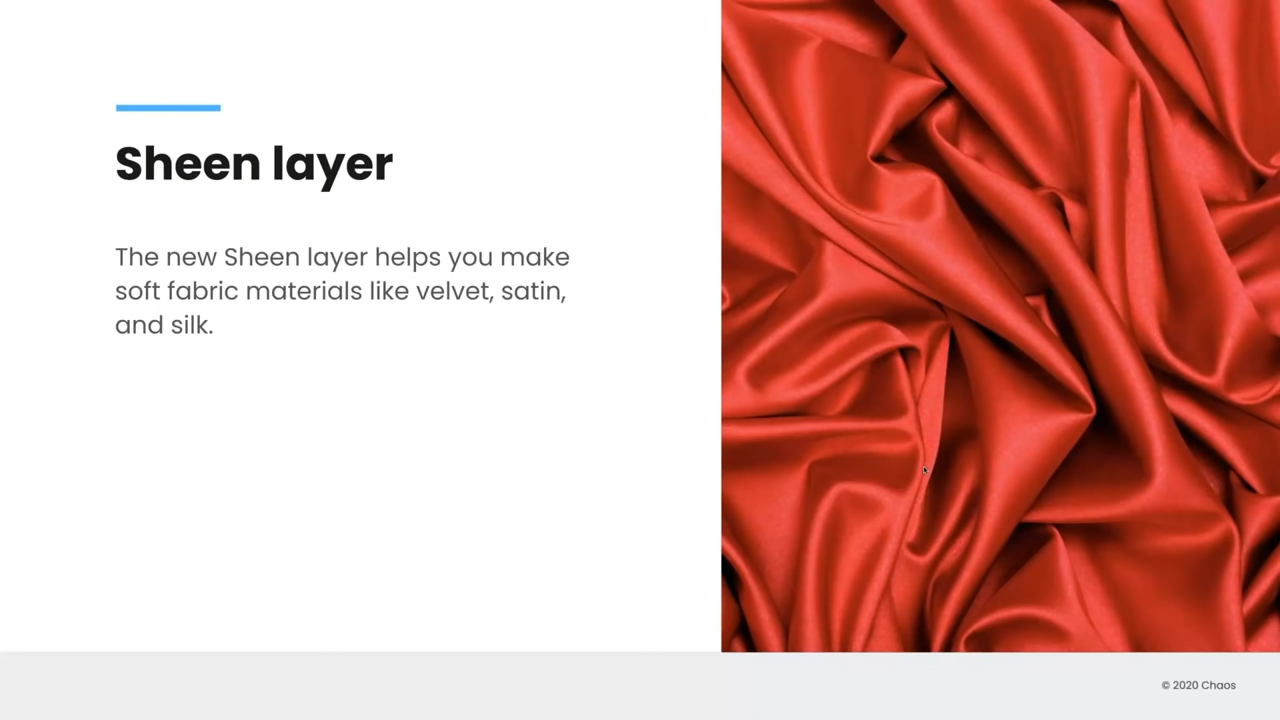 Sheen layer
The new Sheen layer helps you make
soft fabric materials like velvet, satin,
and silk.
© 2020 Chaos